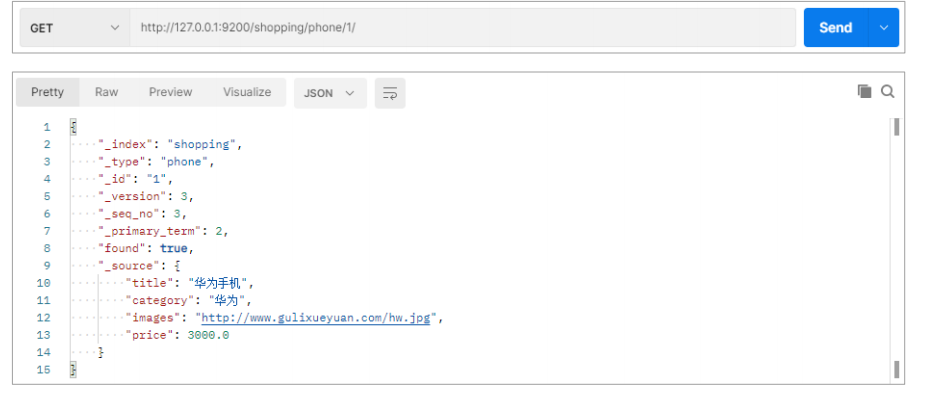 GET http://127.0.0.1:9200/shopping/phone/1/ Send
Pretty Raw Preview Visualize JSON
1 {
2 "_index": "shopping",
3 "_type": "phone",
4 "_id": "1",
5 "_version": 3,
6 "_seq_no": 3,
7 "_primary_term": 2,
8 "found": true,
9 "_source": {
10 "title": "华为手机",
11 "category": "华为",
12 "images": "http://www.gulixueyuan.com/hw.jpg",
13 "price": 3000.0
14 }
15 }